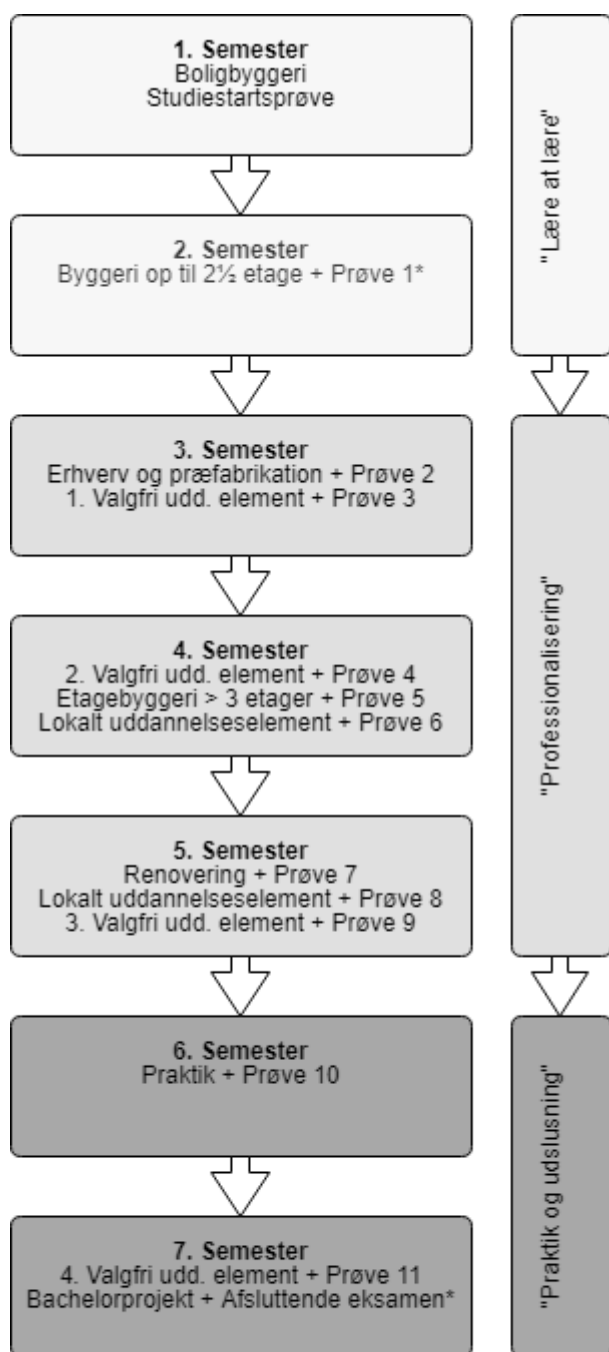 1. Semester
Boligbyggeri
Studiestartsprøve
2. Semester
Byggeri op til 2½ etage + Prøve 1*
"Lære at lære"
3. Semester
Erhverv og præfabrikation + Prøve 2
1. Valgfri udd. element + Prøve 3
4. Semester
2. Valgfri udd. element + Prøve 4
Etagebyggeri > 3 etager + Prøve 5
Lokalt uddannelseselement + Prøve 6
5. Semester
Renovering + Prøve 7
Lokalt uddannelseselement + Prøve 8
3. Valgfri udd. element + Prøve 9
"Professionalisering"
6. Semester
Praktik + Prøve 10
7. Semester
4. Valgfri udd. element + Prøve 11
Bachelorprojekt + Afsluttende eksamen*
"Praktik og udslusning"